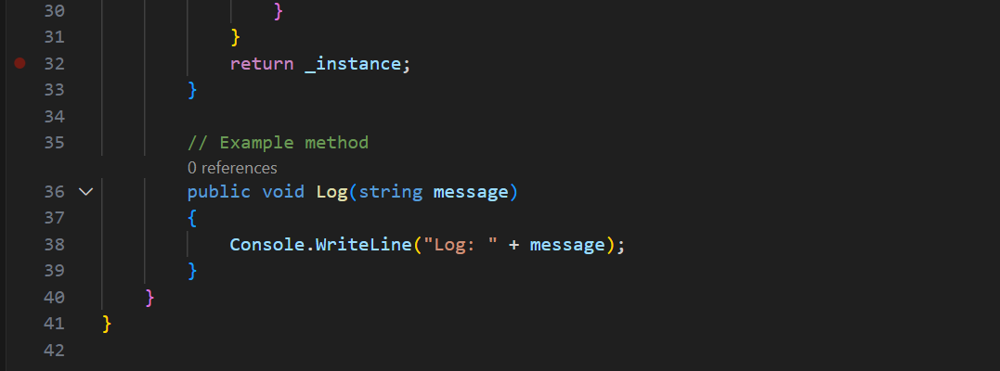 30 }
31 }
32 return _instance;
33 }
34
35 // Example method
0 references
36 public void Log(string message)
37 {
38 Console.WriteLine("Log: " + message);
39 }
40 }
41 }
42